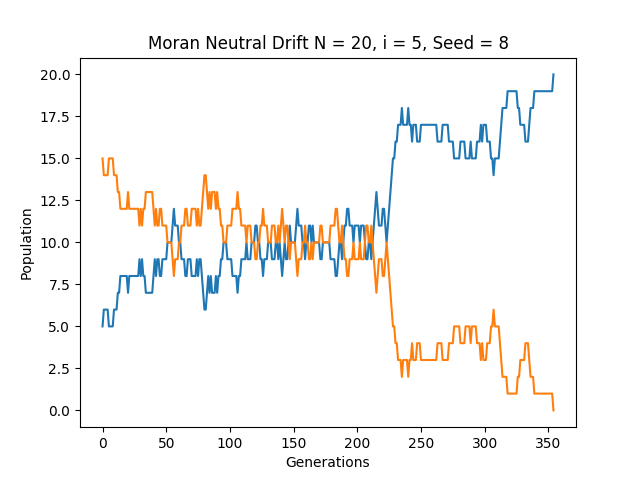 Moran Neutral Drift N = 20, i = 5, Seed = 8
20.0
17.5
15.0
12.5
10.0
7.5
5.0
2.5
0.0
Population
0 50 100 150 200 250 300 350
Generations